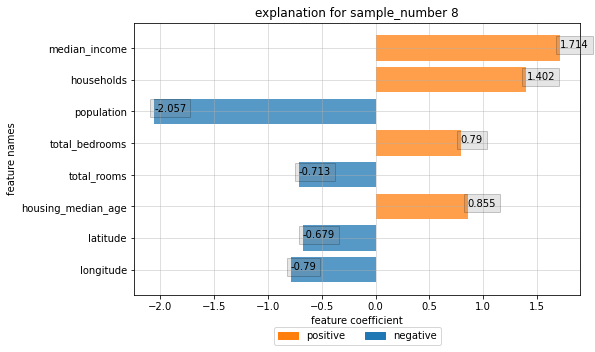 explanation for sample_number 8
feature names
median_income 1.714
households 1.402
population -2.057
total_bedrooms 0.79
total_rooms -0.713
housing_median_age 0.855
latitude -0.679
longitude -0.79
−2.0 −1.5 −1.0 −0.5 0.0 0.5 1.0 1.5
feature coefficient
positive negative